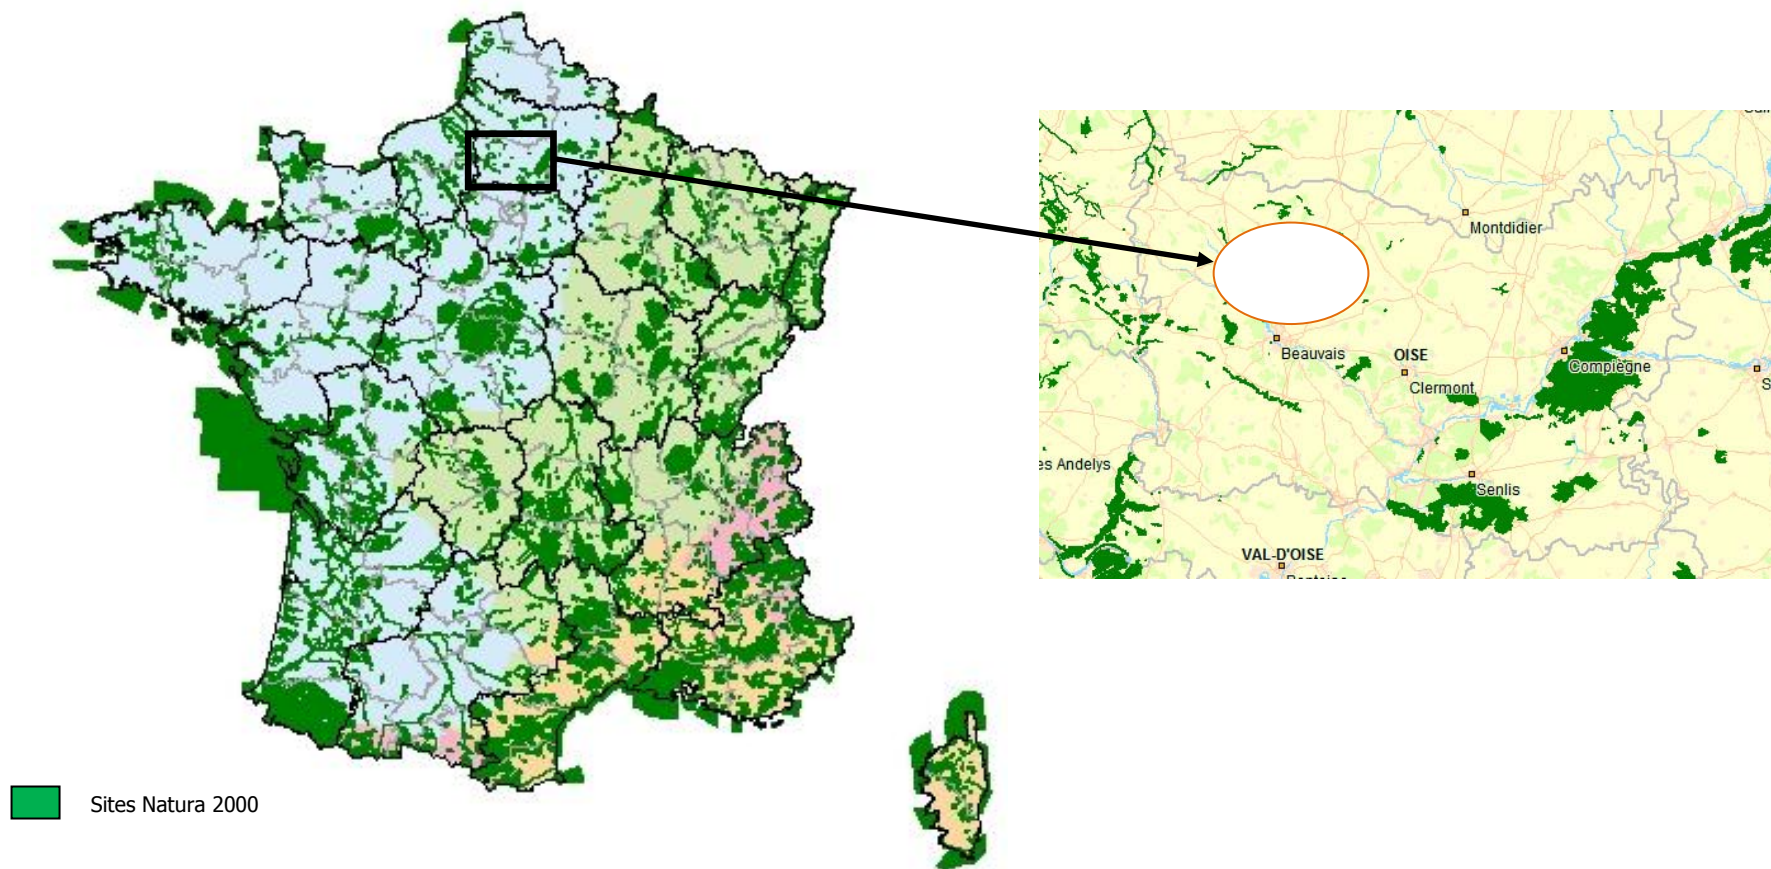 Montdidier
Beauvais
OISE
Clermont
Compiègne
es Andelys
Senlis
VAL-D'OISE
Sites Natura 2000